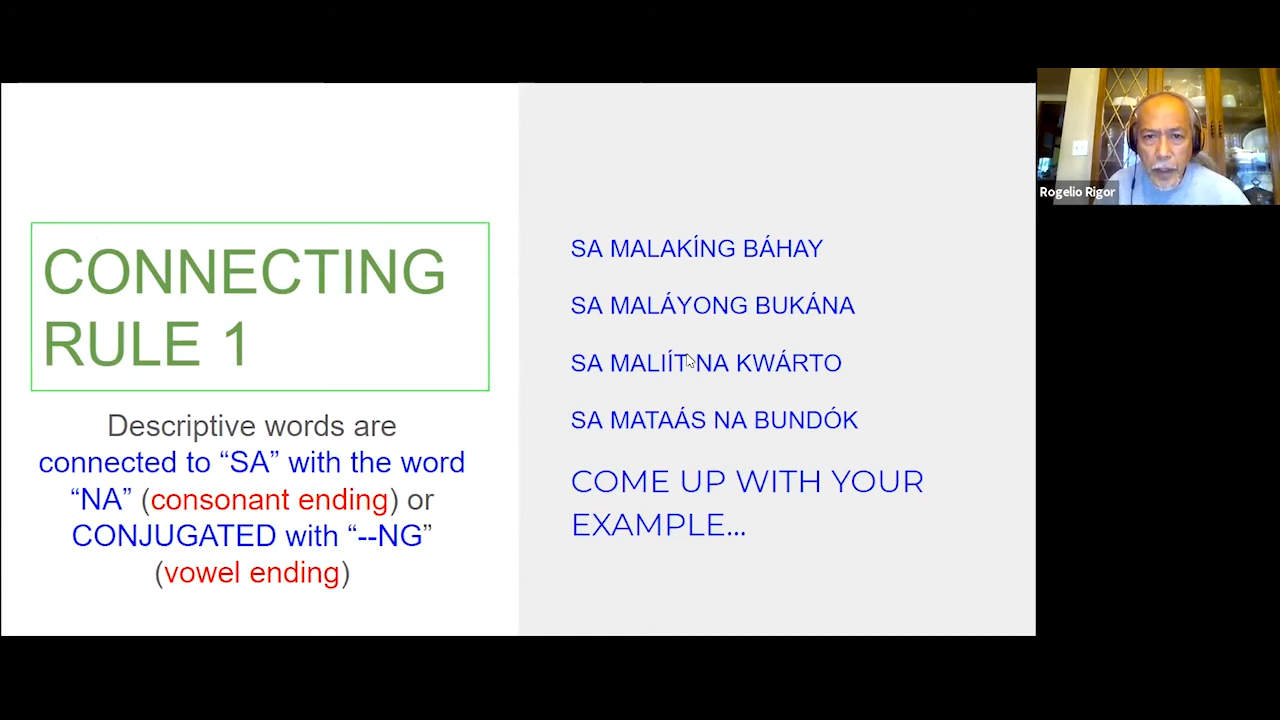 CONNECTING
RULE 1
Descriptive words are
connected to “SA” with the word
“NA” (consonant ending) or
CONJUGATED with “--NG”
(vowel ending)
SA MALAKÍNG BÁHAY
SA MALÁYONG BUKÁNA
SA MALIÍT NA KWÁRTO
SA MATAÁS NA BUNDÓK
COME UP WITH YOUR
EXAMPLE...
Rogelio Rigor